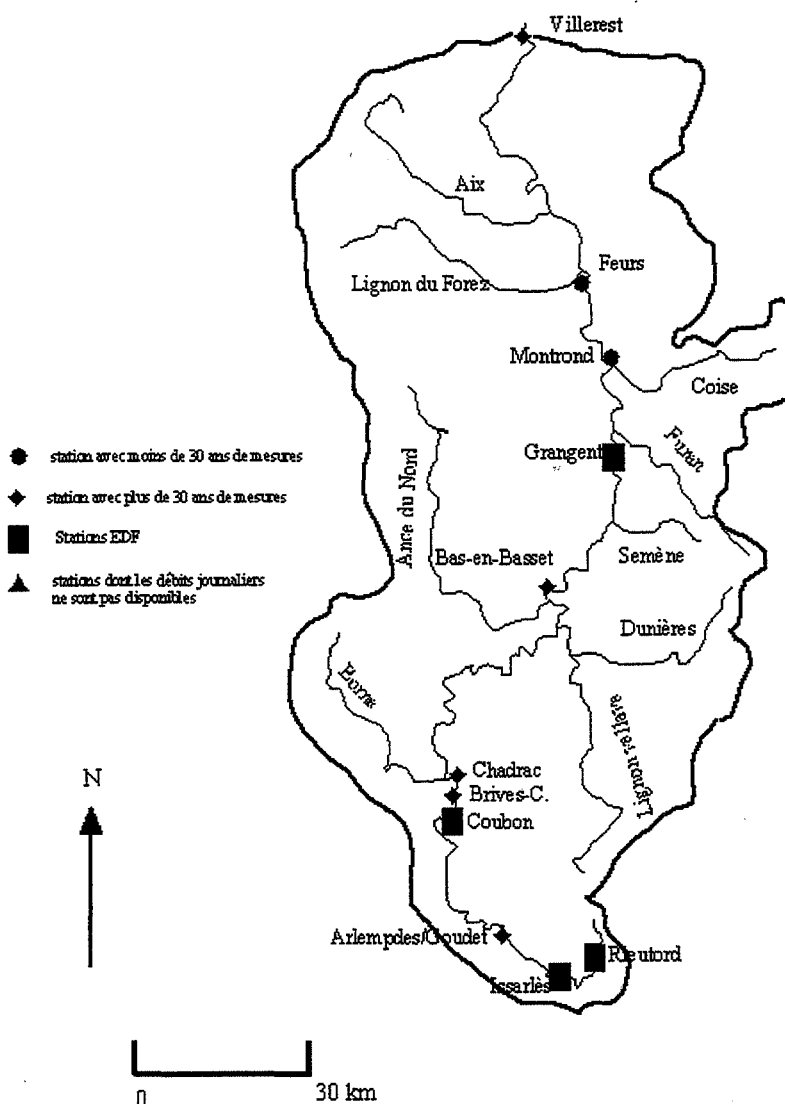 Villerest
Aix
Feurs
Lignon du Forez
Montrond
Coise
Furan
Grangent
station avec moins de 30 ans de mesures
station avec plus de 30 ans de mesures
Stations EDF
stations dont les débits journaliers
ne sont pas disponibles
Ance du Nord
Bas-en-Basset
Semène
Dunières
Borne
Lignon vellave
N
Chadrac
Brives-C.
Coubon
Arlempdes/Goudet
Rieutord
Issarlès
0
30 km